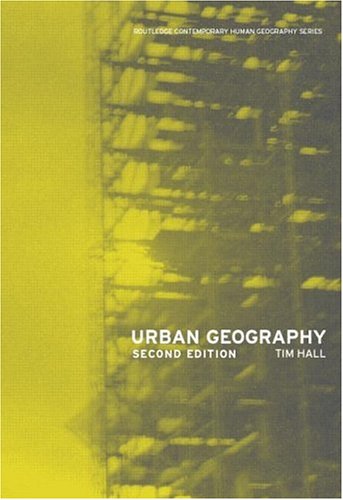 ROUTLEDGE CONTEMPORARY HUMAN GEOGRAPHY SERIES
URBAN GEOGRAPHY
SECOND EDITION TIM HALL